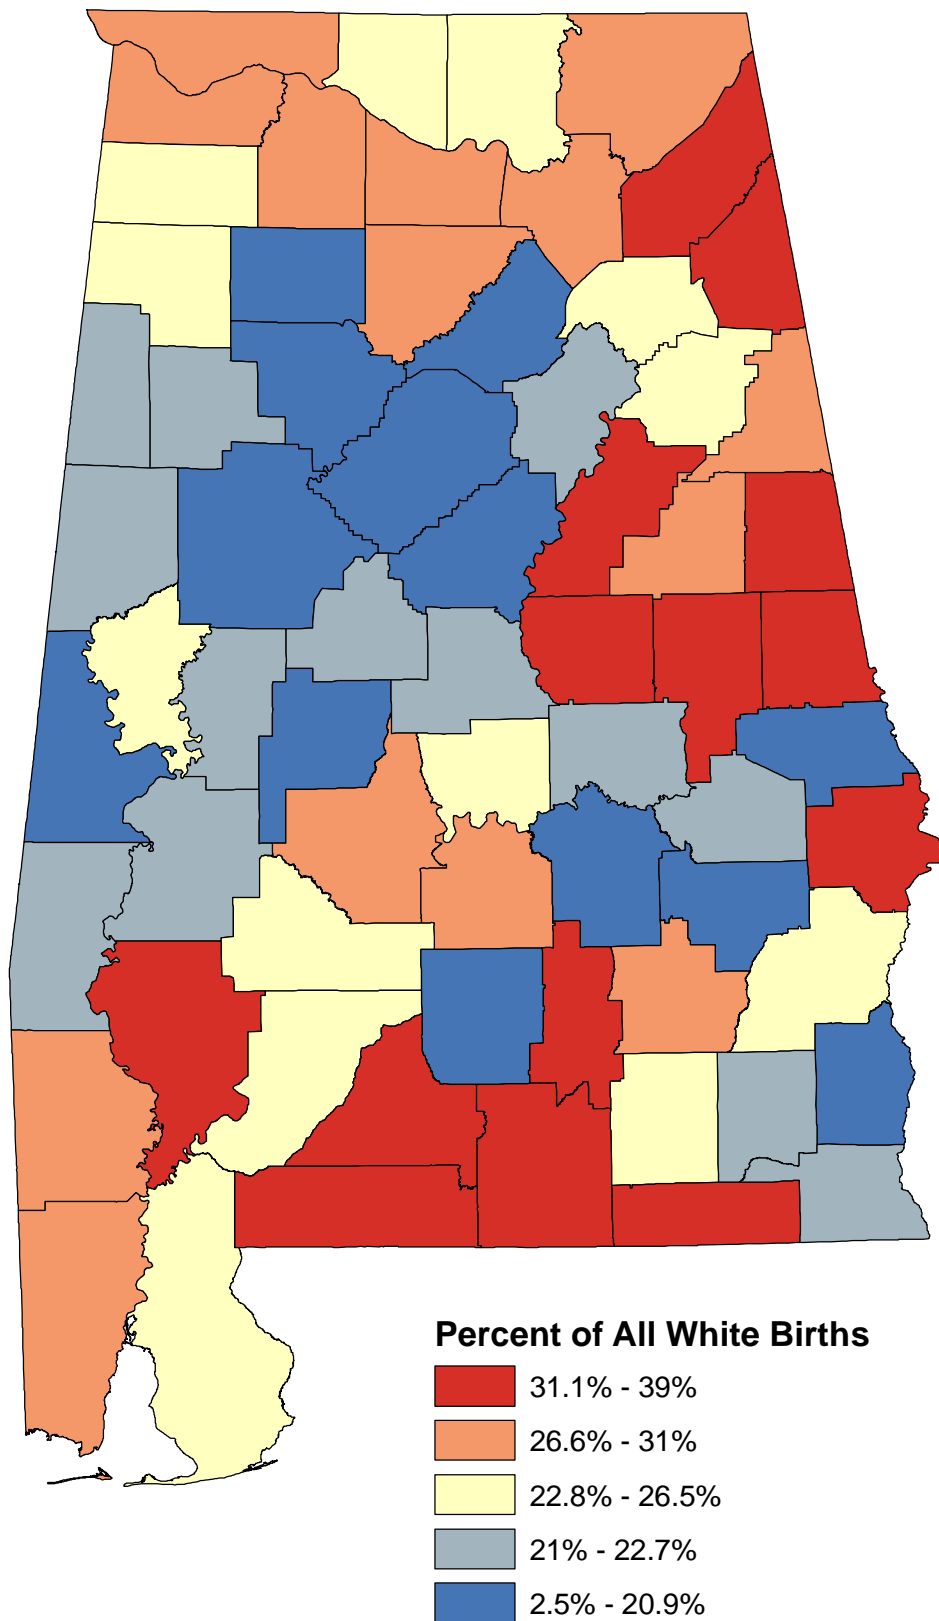 Percent of All White Births
31.1% - 39%
26.6% - 31%
22.8% - 26.5%
21% - 22.7%
2.5% - 20.9%